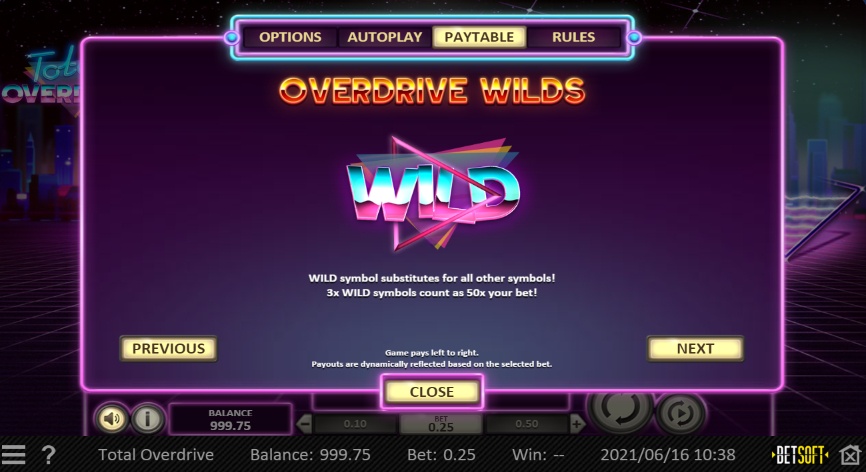 OPTIONS AUTOPLAY PAYTABLE RULES
OVERDRIVE WILDS
WILD
WILD symbol substitutes for all other symbols!
3x WILD symbols count as 50x your bet!
PREVIOUS
NEXT
Game pays left to right.
Payouts are dynamically reflected based on the selected bet.
CLOSE
BALANCE
999.75
0.10
BET
0.25
0.50
Total Overdrive Balance: 999.75 Bet: 0.25 Win: -- 2021/06/16 10:38 BETSOFT